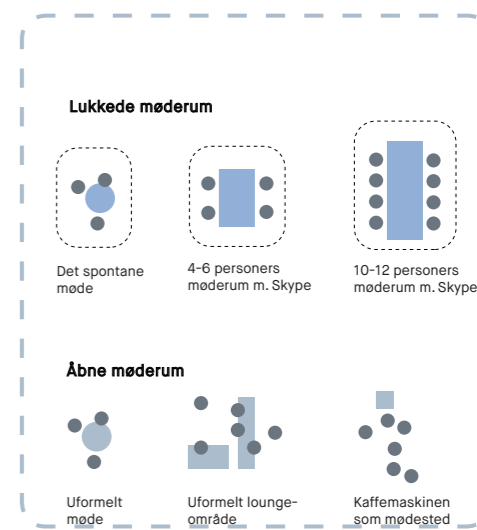 Lukkede møderum
Det spontane
møde
4-6 personers
møderum m. Skype
10-12 personers
møderum m. Skype
Åbne møderum
Uformelt
møde
Uformelt lounge-
område
Kaffemaskinen
som mødested